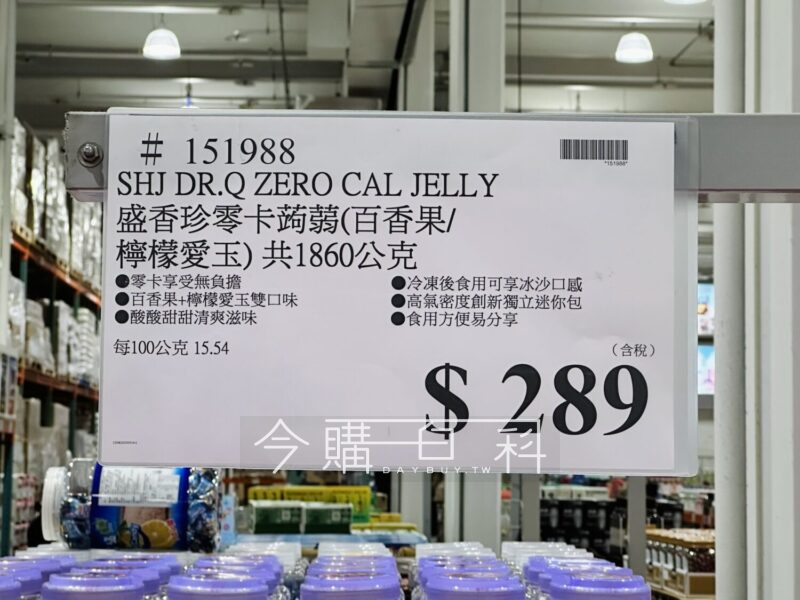 # 151988
*151988*
SHJ DR.Q ZERO CAL JELLY
盛香珍零卡蒟蒻(百香果/
檸檬愛玉) 共1860公克
●零卡享受無負擔
●百香果+檸檬愛玉雙口味
●酸酸甜甜清爽滋味
●冷凍後食用可享冰沙口感
●高氣密度創新獨立迷你包
●食用方便易分享
每100公克 15.54
(含稅)
$ 289
今購百科
DAYBUY.TW